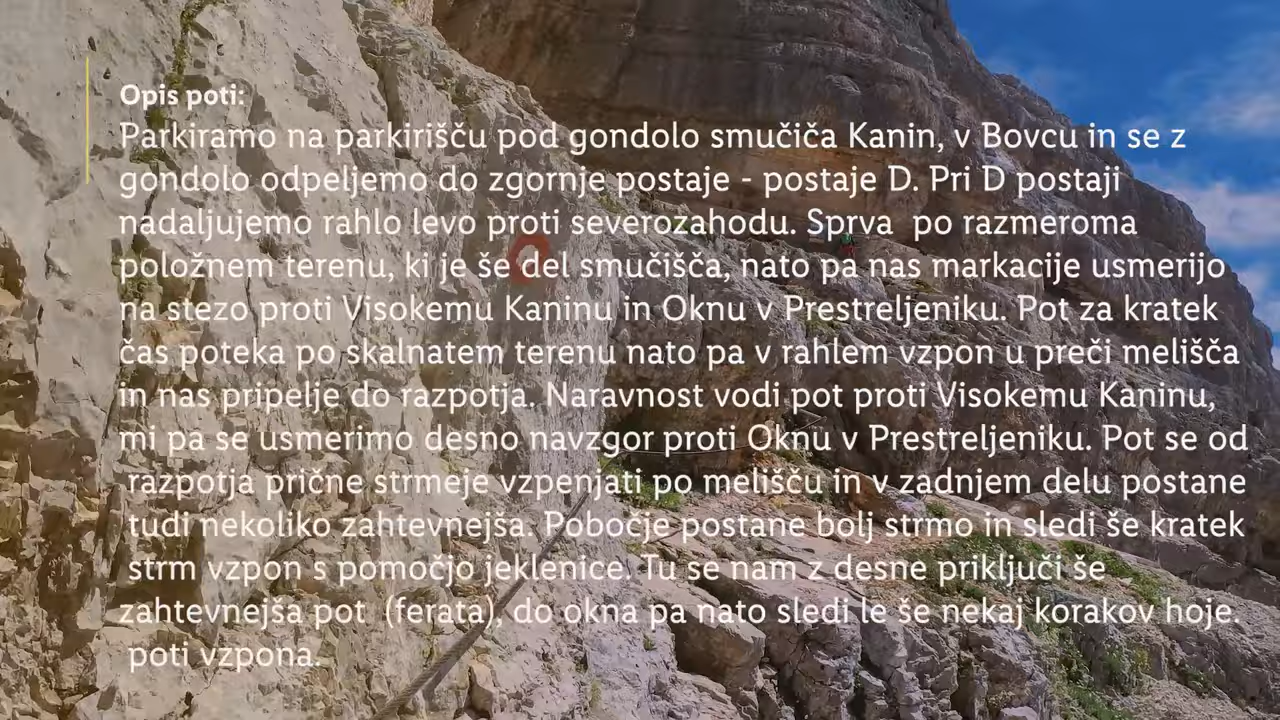 Opis poti:
Parkiramo na parkirišču pod gondolo smučiča Kanin, v Bovcu in se z
gondolo odpeljemo do zgornje postaje - postaje D. Pri D postaji
nadaljujemo rahlo levo proti severozahodu. Sprva  po razmeroma
položnem terenu, ki je še del smučišča, nato pa nas markacije usmerijo
na stezo proti Visokemu Kaninu in Oknu v Prestreljeniku. Pot za kratek
čas poteka po skalnatem terenu nato pa v rahlem vzpon u preči melišča
in nas pripelje do razpotja. Naravnost vodi pot proti Visokemu Kaninu,
mi pa se usmerimo desno navzgor proti Oknu v Prestreljeniku. Pot se od
razpotja prične strmeje vzpenjati po melišču in v zadnjem delu postane
tudi nekoliko zahtevnejša. Pobočje postane bolj strmo in sledi še kratek
strm vzpon s pomočjo jeklenice. Tu se nam z desne priključi še
zahtevnejša pot  (ferata), do okna pa nato sledi le še nekaj korakov hoje.
poti vzpona.